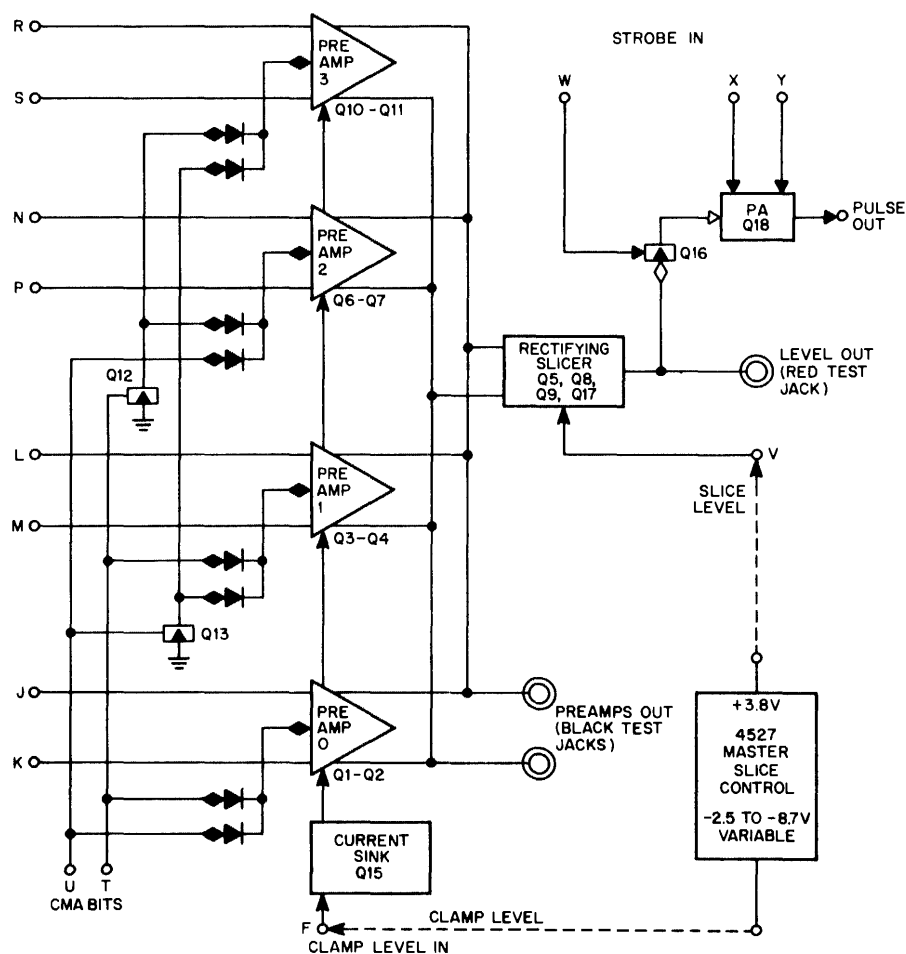 R
S
N
P
L
M
J
K
PRE
AMP
3
Q10-Q11
PRE
AMP
2
Q6-Q7
Q12
PRE
AMP
1
Q3-Q4
Q13
PRE
AMP
0
Q1-Q2
U T
CMA BITS
CURRENT
SINK
Q15
F
CLAMP LEVEL IN
CLAMP LEVEL
STROBE IN
W X Y
PA
Q18
PULSE
OUT
Q16
RECTIFYING
SLICER
Q5, Q8,
Q9, Q17
LEVEL OUT
(RED TEST
JACK)
V
SLICE
LEVEL
PREAMPS OUT
(BLACK TEST
JACKS)
+3.8V
4527
MASTER
SLICE
CONTROL
-2.5 TO -8.7V
VARIABLE